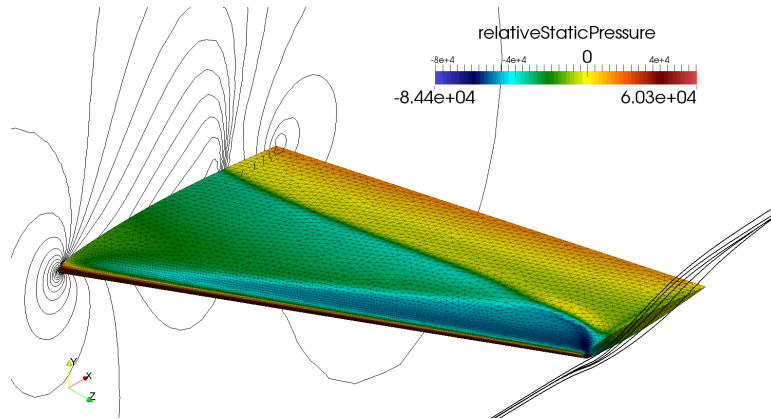 relativeStaticPressure
-8e+4 -4e+4 0 4e+4
-8.44e+04 6.03e+04
Y
X
Z